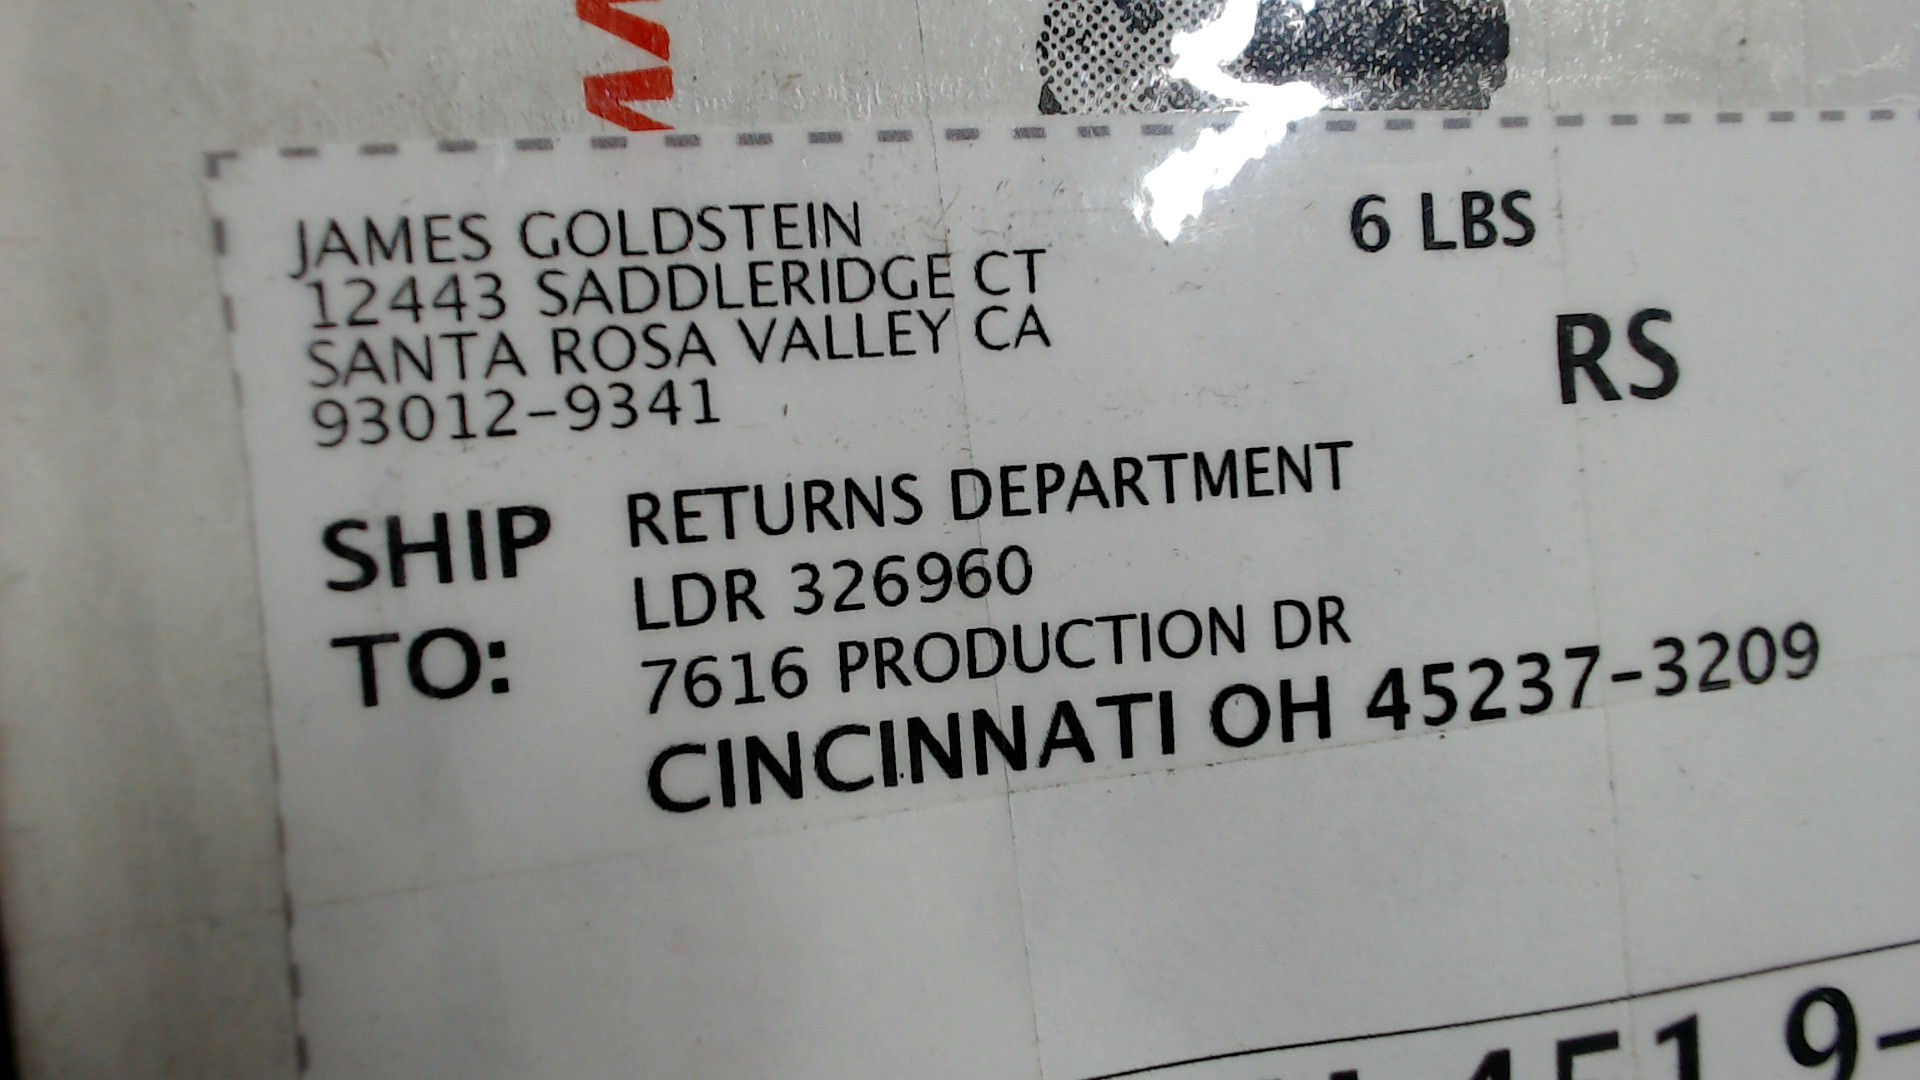 JAMES GOLDSTEIN
12443 SADDLERIDGE CT
SANTA ROSA VALLEY CA
93012-9341
6 LBS
RS
SHIP TO:
RETURNS DEPARTMENT
LDR 326960
7616 PRODUCTION DR
CINCINNATI OH 45237-3209